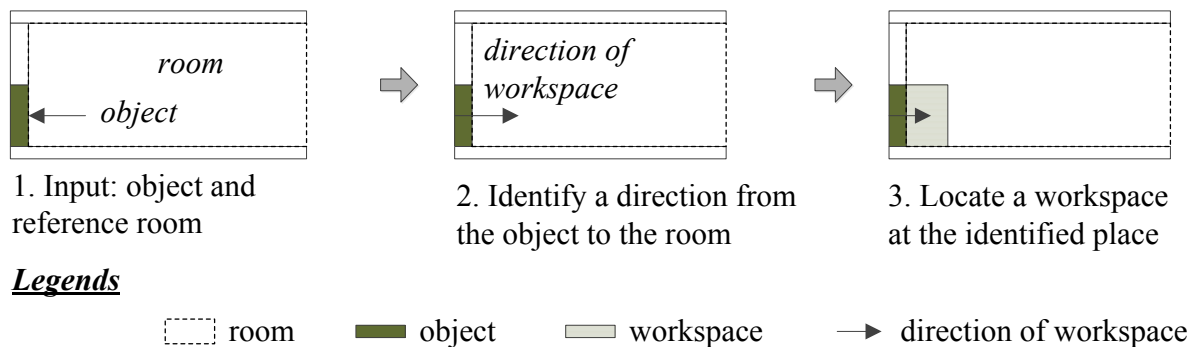 room
object
direction of
workspace
1. Input: object and
reference room
2. Identify a direction from
the object to the room
3. Locate a workspace
at the identified place
Legends
room
object
workspace
direction of workspace